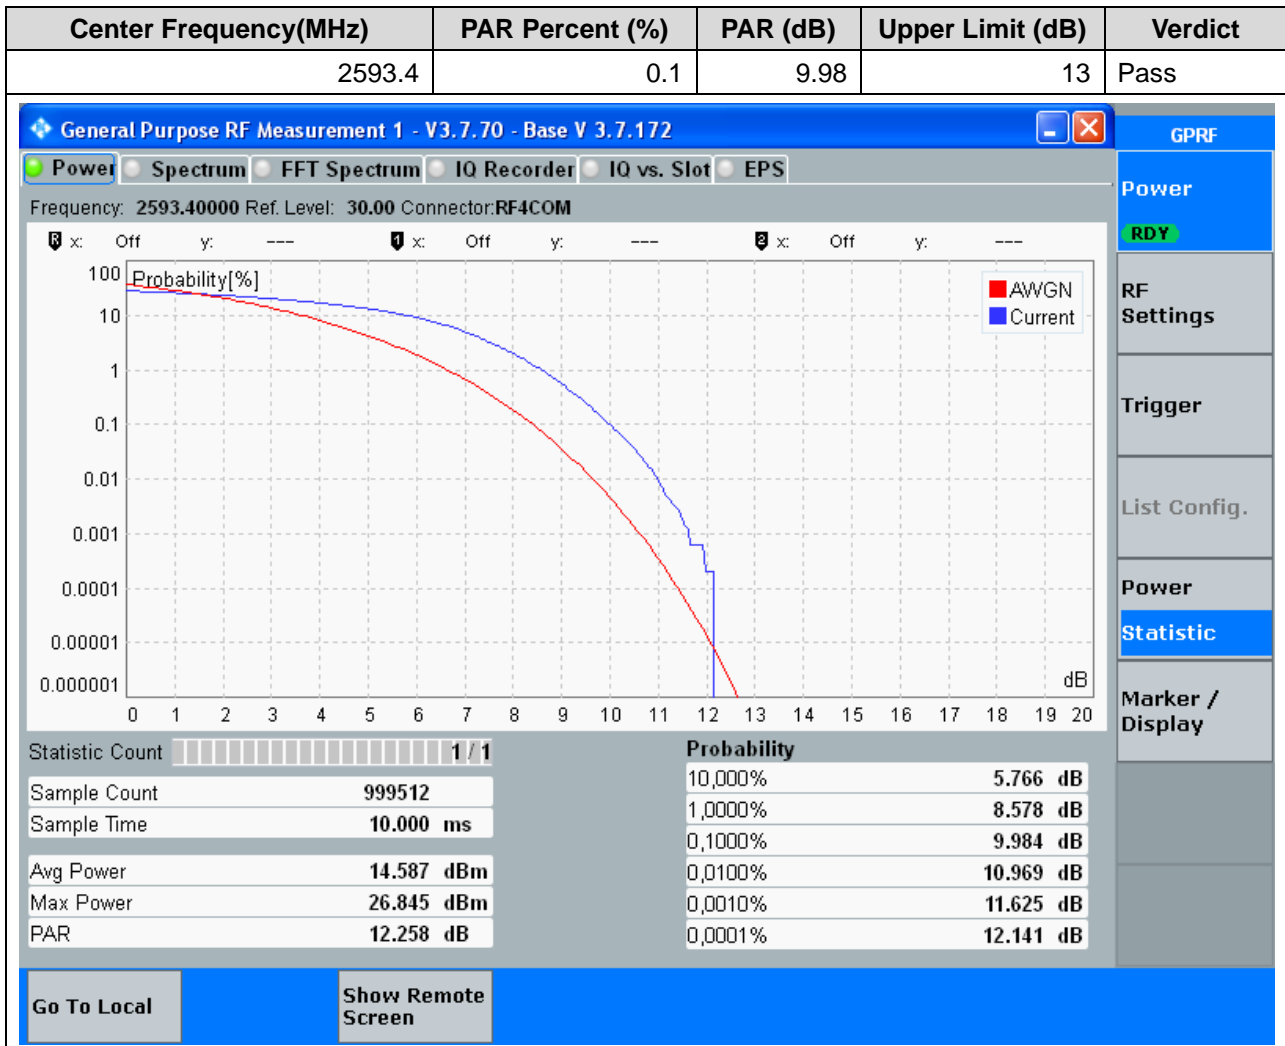 Center Frequency(MHz) PAR Percent (%) PAR (dB) Upper Limit (dB) Verdict
2593.4 0.1 9.98 13 Pass
General Purpose RF Measurement 1 - V3.7.70 - Base V 3.7.172
GPRF
Power Spectrum FFT Spectrum IQ Recorder IQ vs. Slot EPS
Frequency: 2593.40000 Ref. Level: 30.00 Connector:RF4COM
R x: Off y: --- 1 x: Off y: --- 2 x: Off y: ---
Probability[%]
AWGN
Current
100
10
1
0.1
0.01
0.001
0.0001
0.00001
0.000001
dB
0 1 2 3 4 5 6 7 8 9 10 11 12 13 14 15 16 17 18 19 20
Statistic Count 1 / 1
Sample Count 999512
Sample Time 10.000 ms
Avg Power 14.587 dBm
Max Power 26.845 dBm
PAR 12.258 dB
Probability
10,000% 5.766 dB
1,0000% 8.578 dB
0,1000% 9.984 dB
0,0100% 10.969 dB
0,0010% 11.625 dB
0,0001% 12.141 dB
Power
RDY
RF
Settings
Trigger
List Config.
Power
Statistic
Marker /
Display
Go To Local
Show Remote
Screen